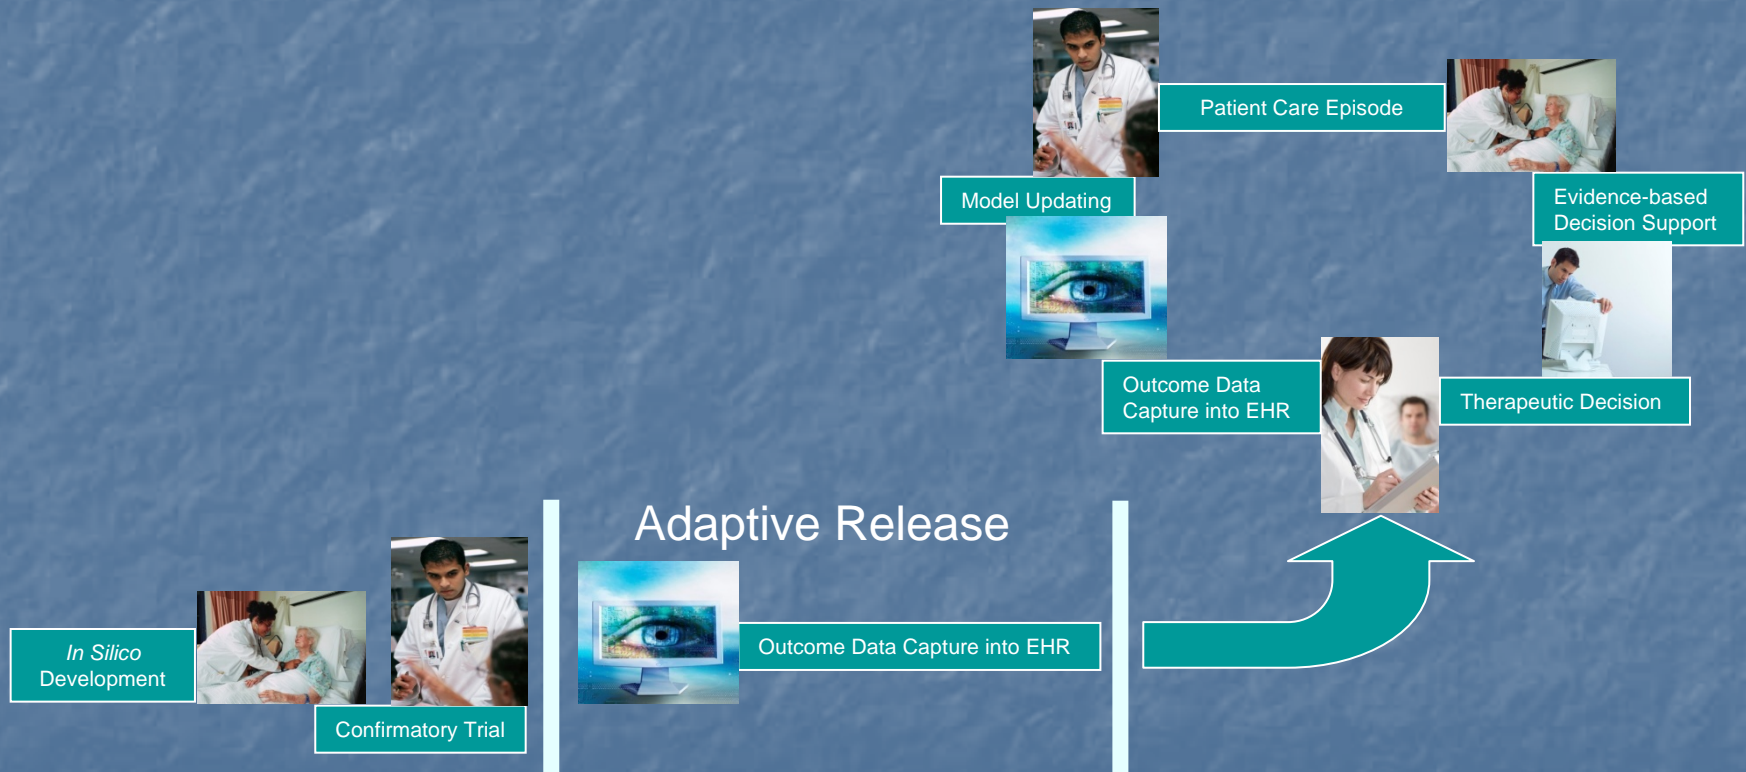 Patient Care Episode
Model Updating
Evidence-based
Decision Support
Outcome Data
Capture into EHR
Therapeutic Decision
Adaptive Release
In Silico
Development
Outcome Data Capture into EHR
Confirmatory Trial